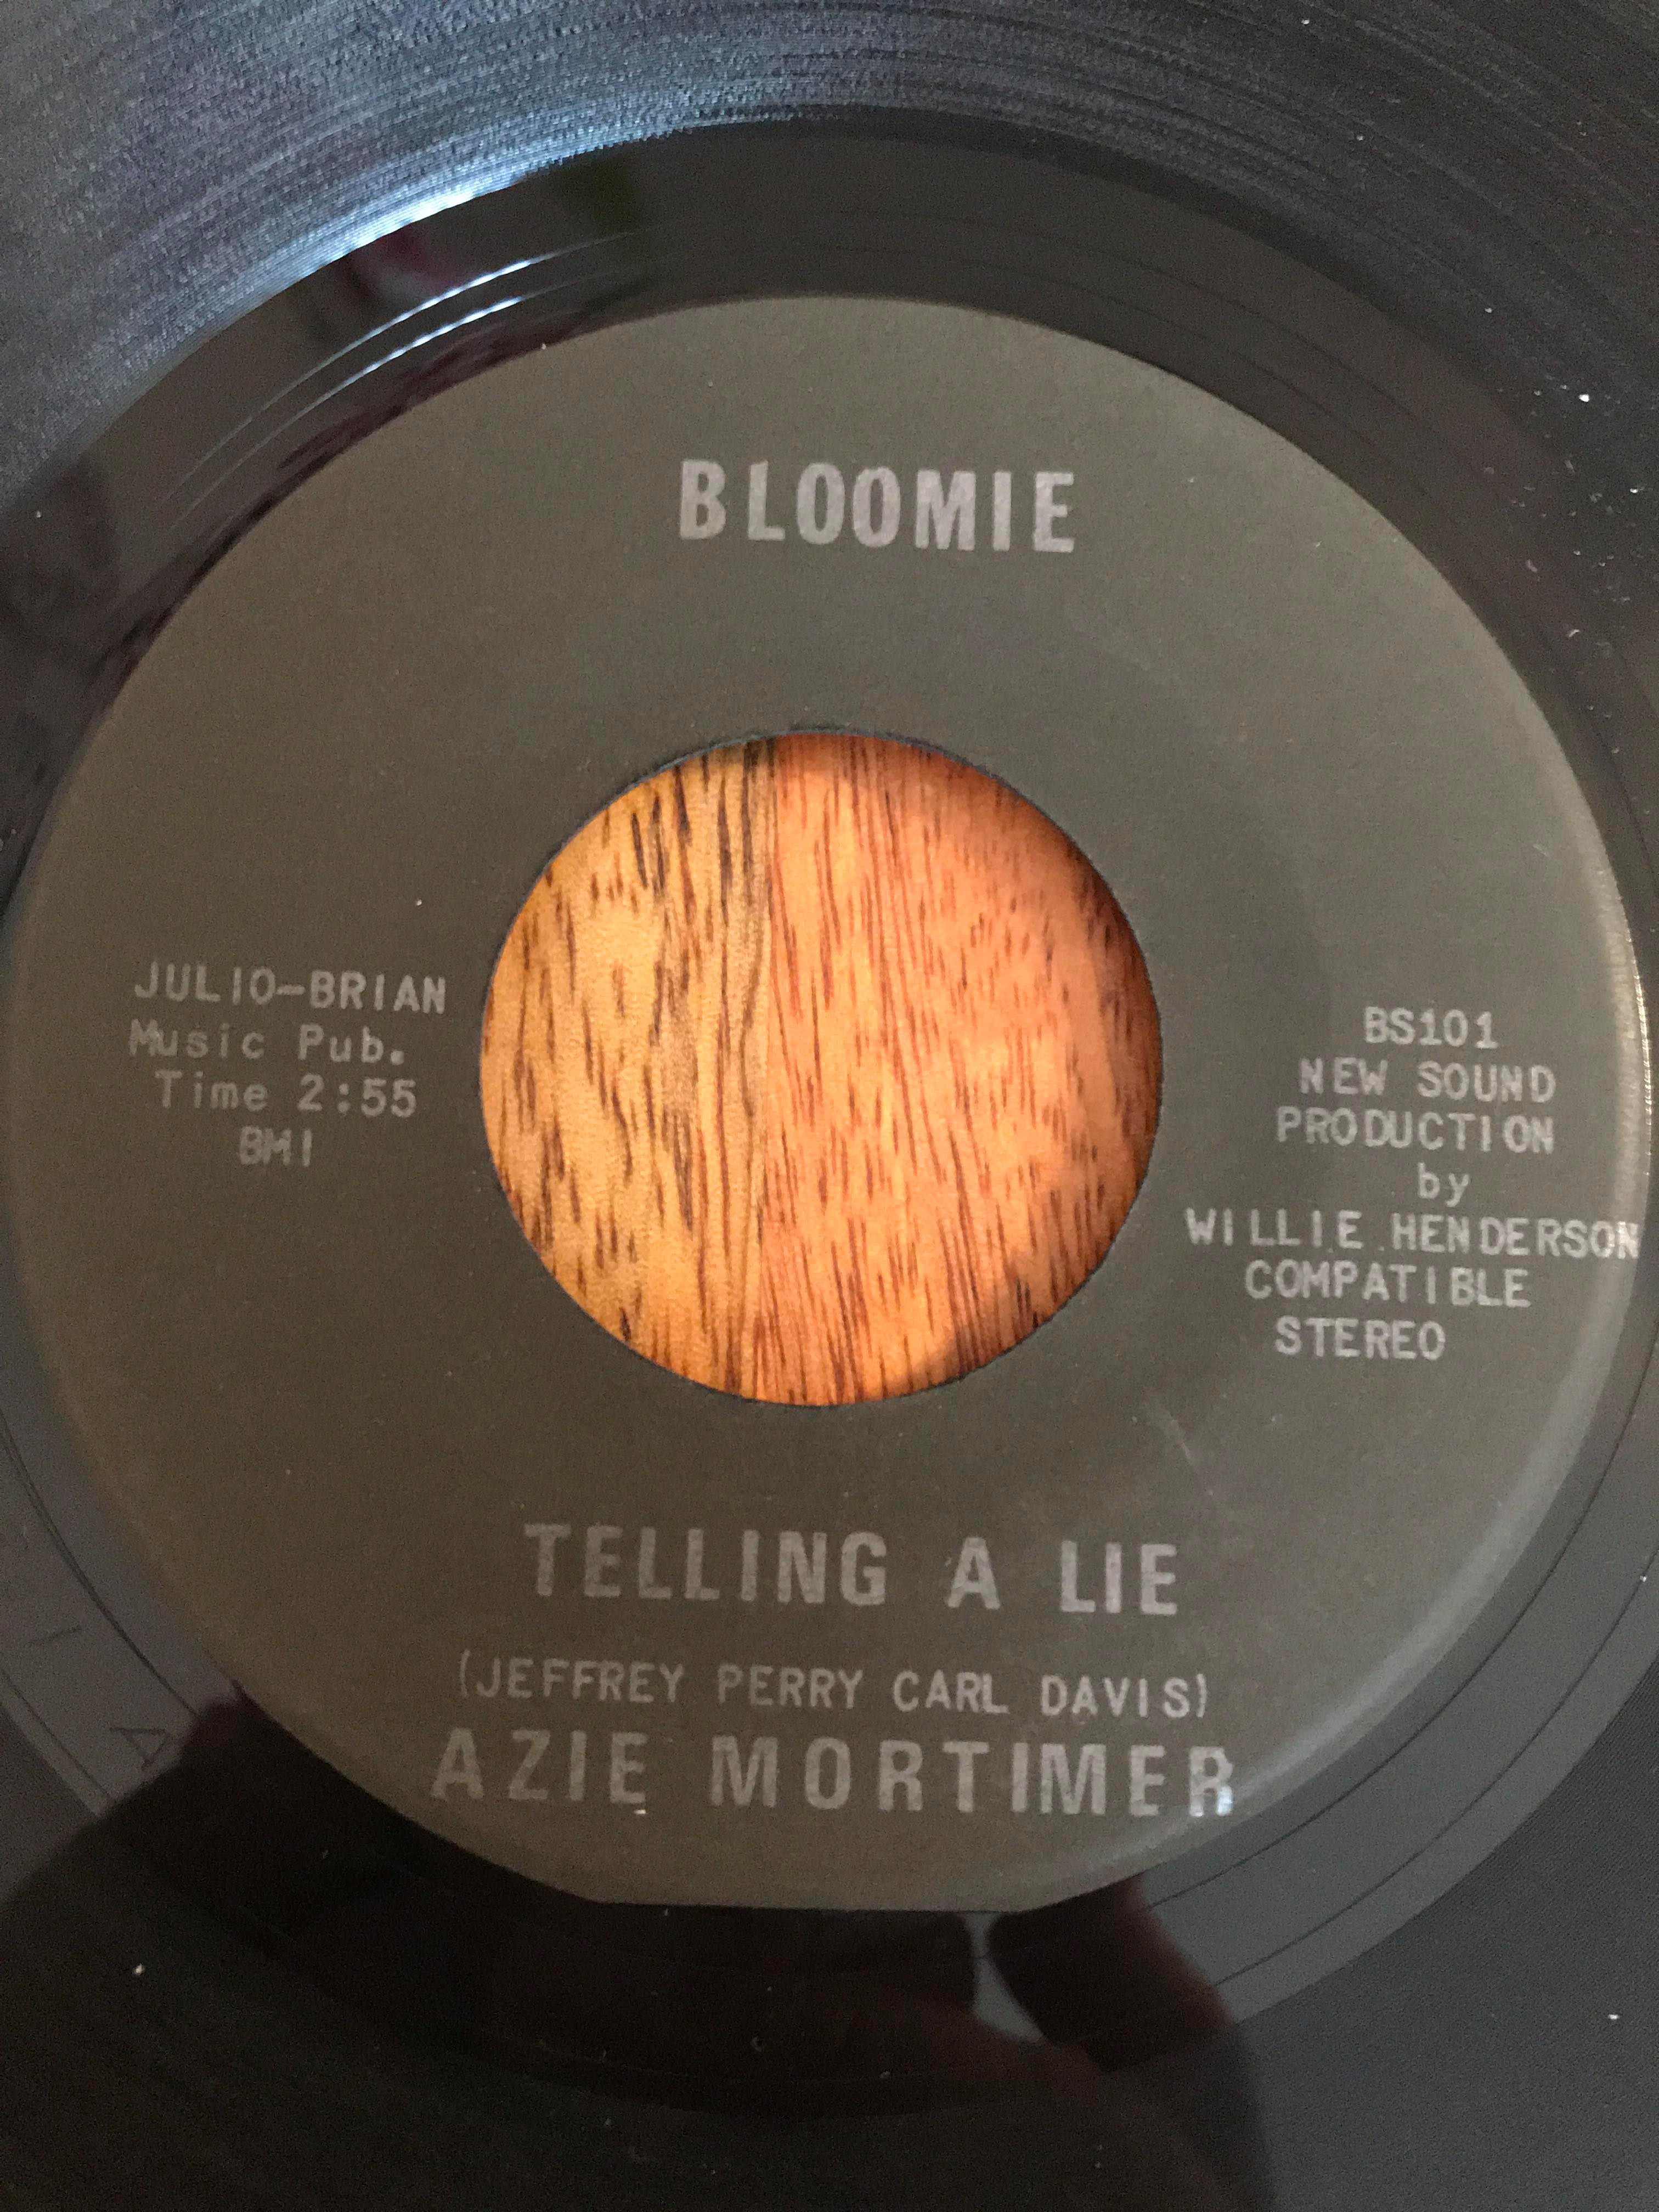 BLOOMIE
JULIO-BRIAN
Music Pub.
Time 2:55
BMI
BS101
NEW SOUND
PRODUCTION
by
WILLIE HENDERSON
COMPATIBLE
STEREO
TELLING A LIE
(JEFFREY PERRY CARL DAVIS)
AZIE MORTIMER